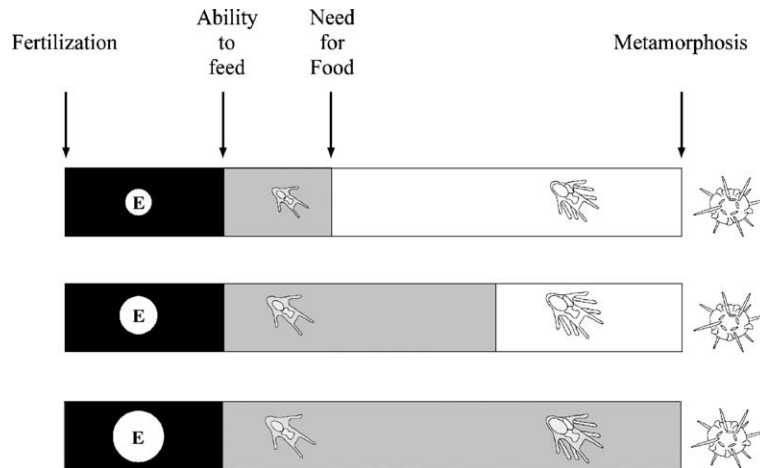 Fertilization
Ability
to
feed
Need
for
Food
Metamorphosis
E
E
E